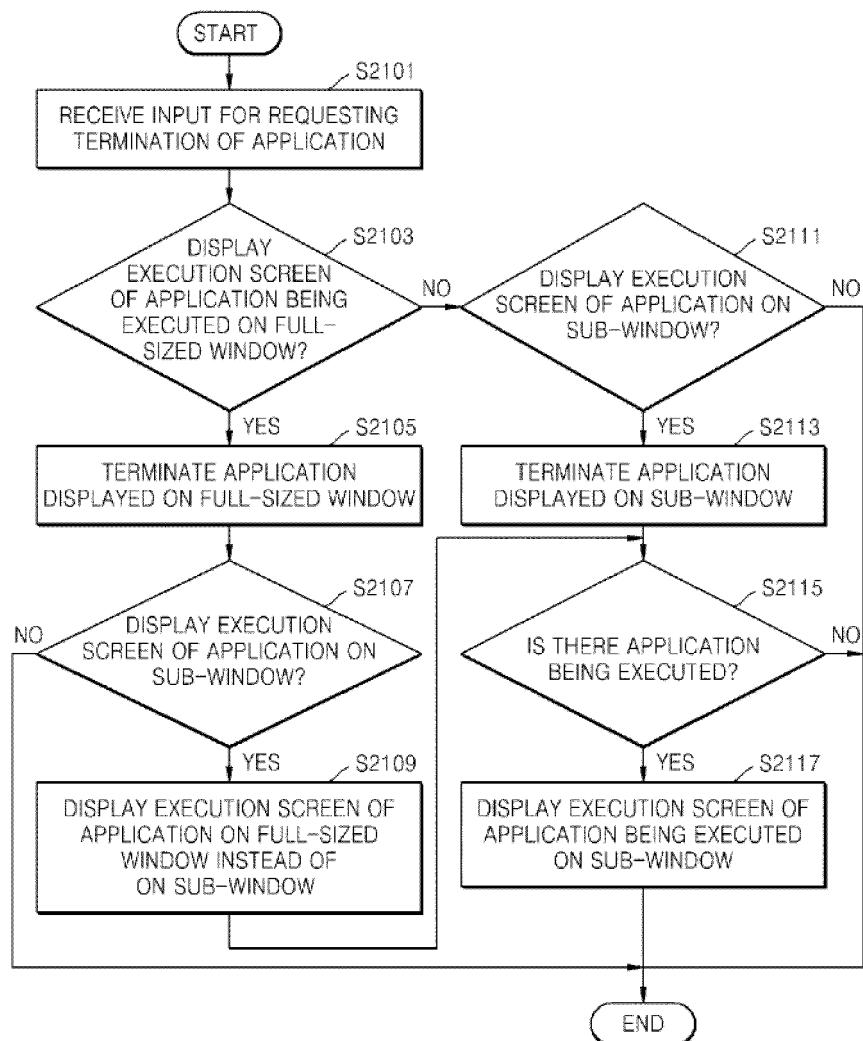 START
S2101
RECEIVE INPUT FOR REQUESTING
TERMINATION OF APPLICATION
S2103
DISPLAY
EXECUTION SCREEN
OF APPLICATION BEING
EXECUTED ON FULL-
SIZED WINDOW?
NO
YES
S2111
DISPLAY EXECUTION
SCREEN OF APPLICATION ON
SUB-WINDOW?
NO
YES
S2105
TERMINATE APPLICATION
DISPLAYED ON FULL-SIZED WINDOW
S2113
TERMINATE APPLICATION
DISPLAYED ON SUB-WINDOW
S2107
NO
DISPLAY EXECUTION
SCREEN OF APPLICATION ON
SUB-WINDOW?
YES
S2115
IS THERE APPLICATION
BEING EXECUTED?
NO
YES
S2109
DISPLAY EXECUTION SCREEN OF
APPLICATION ON FULL-SIZED
WINDOW INSTEAD OF
ON SUB-WINDOW
S2117
DISPLAY EXECUTION SCREEN OF
APPLICATION BEING EXECUTED
ON SUB-WINDOW
END